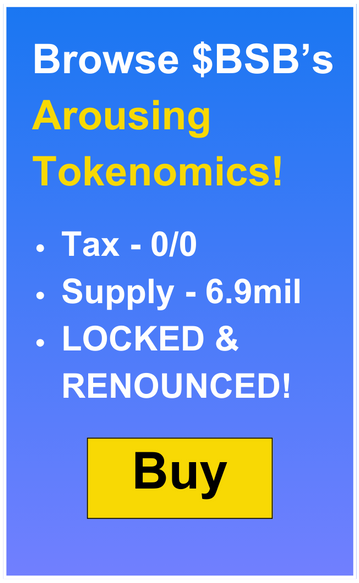 Browse $BSB’s
Arousing
Tokenomics!
• Tax - 0/0
• Supply - 6.9mil
• LOCKED &
RENOUNCED!
Buy